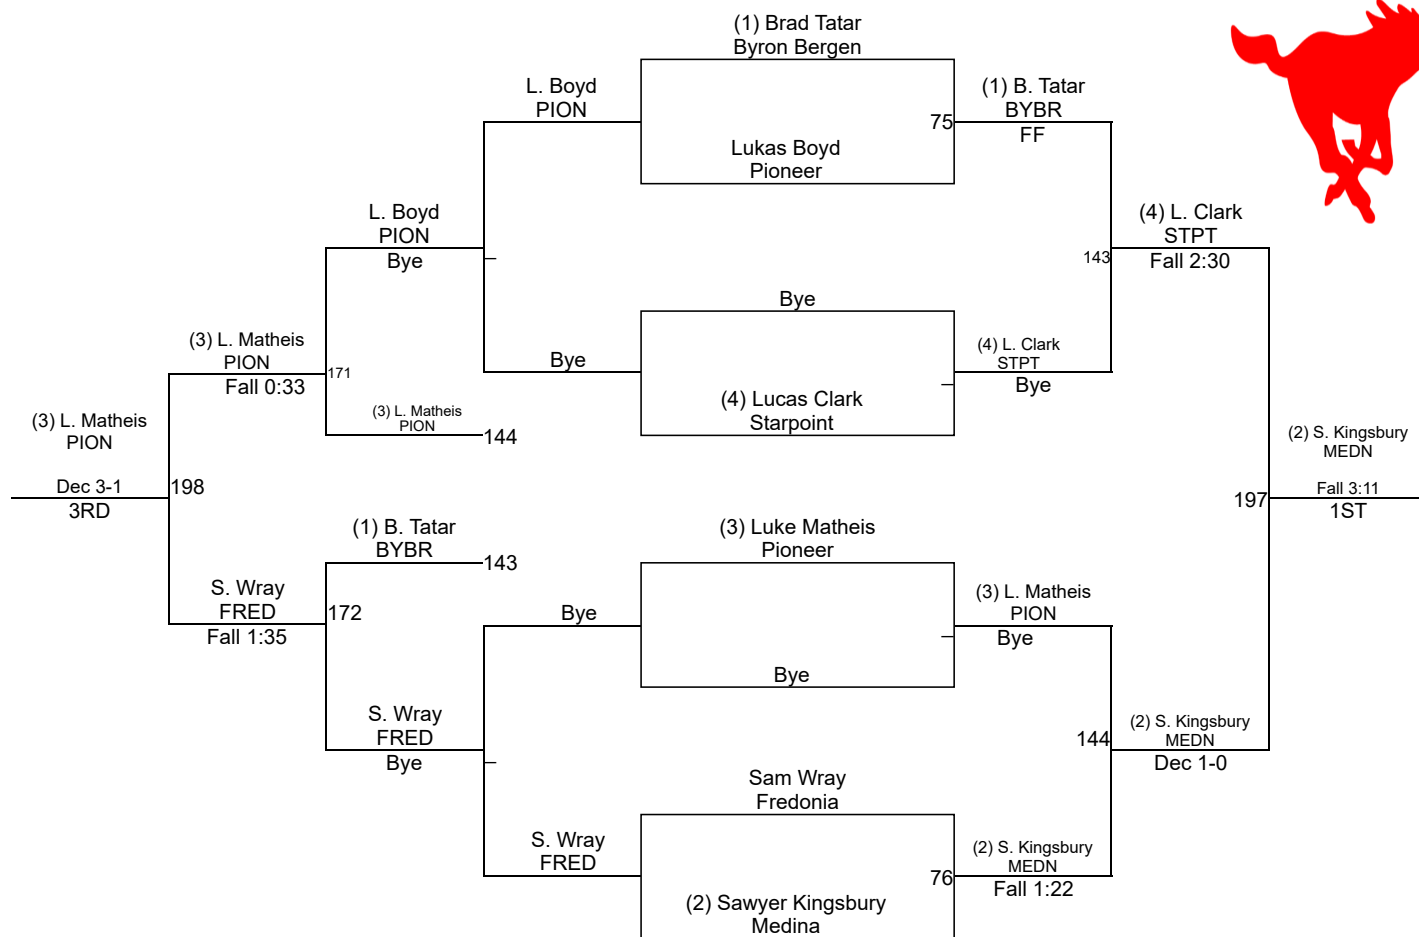 (1) Brad Tatar
Byron Bergen
L. Boyd
PION
75
(1) B. Tatar
BYBR
FF
Lukas Boyd
Pioneer
L. Boyd
PION
Bye
(4) L. Clark
STPT
Fall 2:30
143
Bye
(3) L. Matheis
PION
Fall 0:33
171
Bye
(4) L. Clark
STPT
Bye
(4) Lucas Clark
Starpoint
(3) L. Matheis
PION
144
(3) L. Matheis
PION
Dec 3-1
3RD
198
(2) S. Kingsbury
MEDN
Fall 3:11
1ST
197
(1) B. Tatar
BYBR
143
(3) Luke Matheis
Pioneer
S. Wray
FRED
Fall 1:35
172
Bye
(3) L. Matheis
PION
Bye
Bye
S. Wray
FRED
Bye
144
(2) S. Kingsbury
MEDN
Dec 1-0
Sam Wray
Fredonia
S. Wray
FRED
76
(2) S. Kingsbury
MEDN
Fall 1:22
(2) Sawyer Kingsbury
Medina